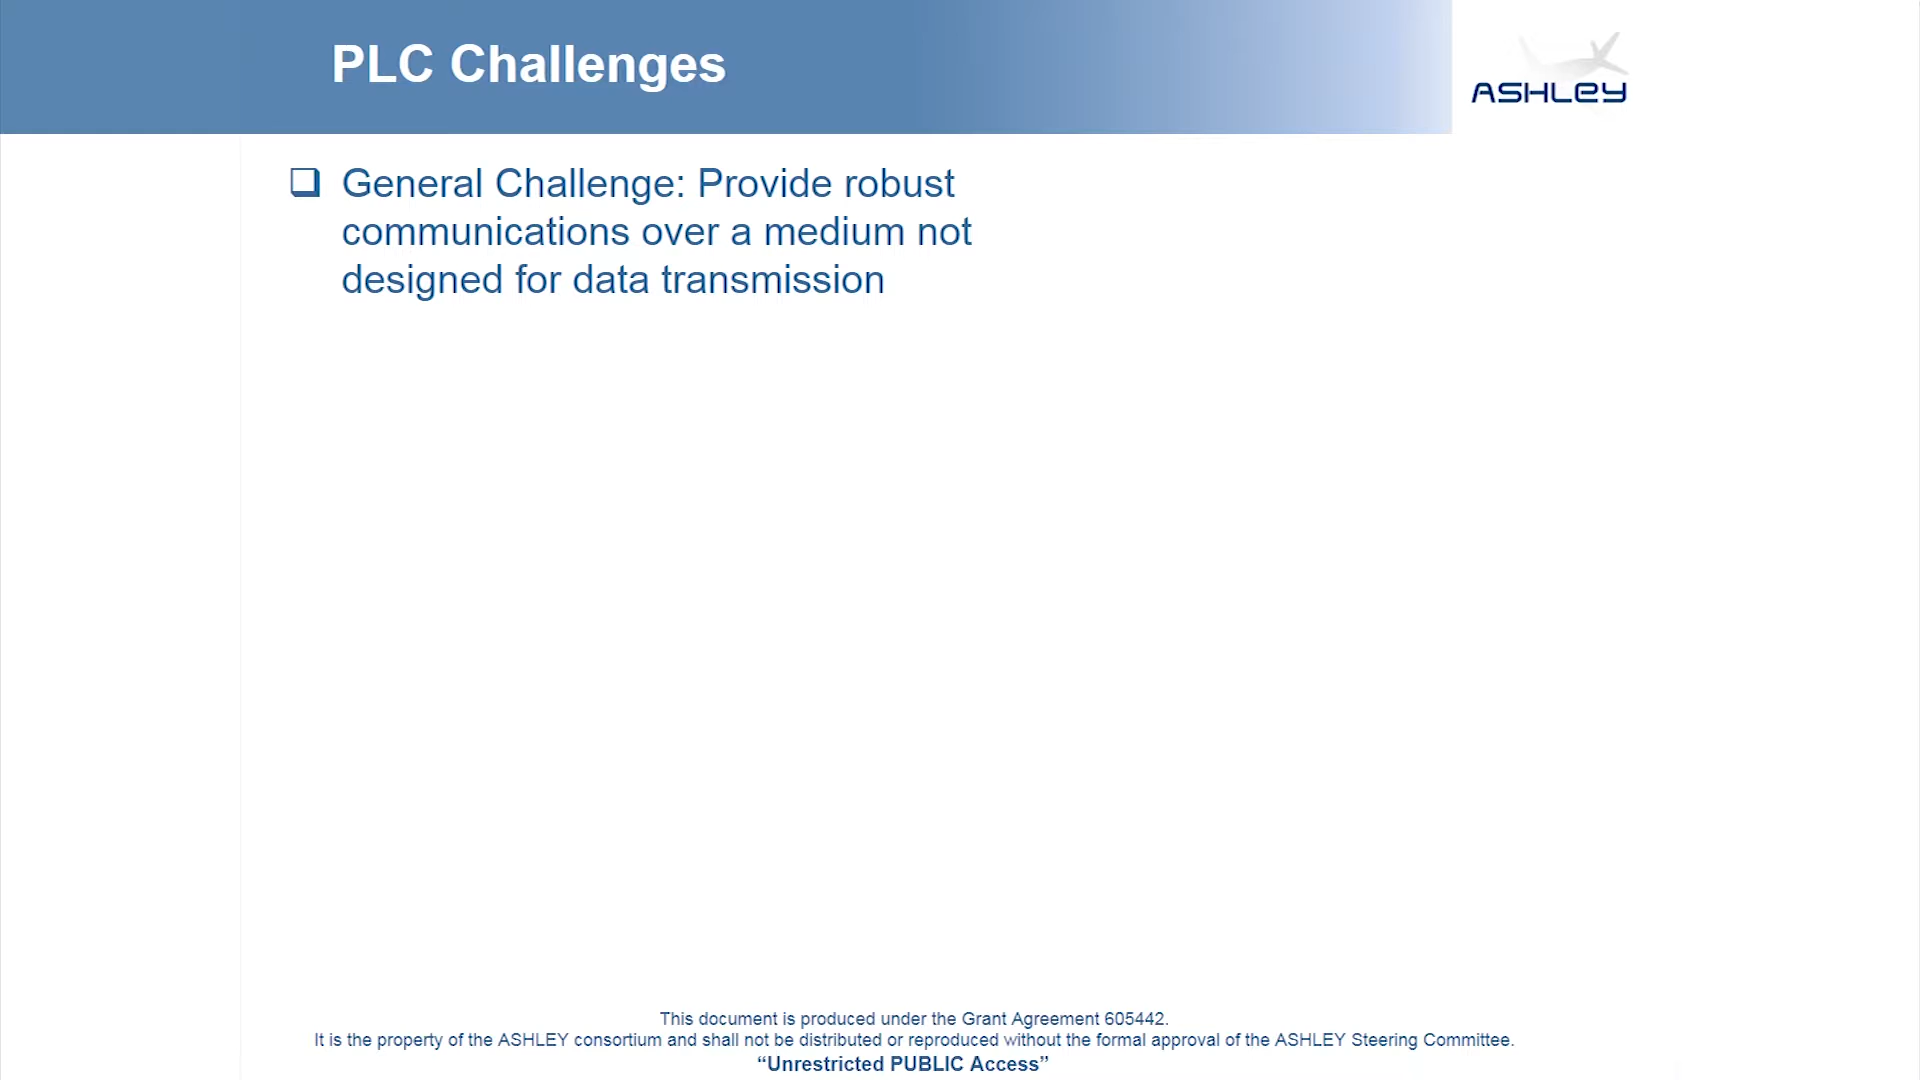 PLC Challenges
ASHLEY
General Challenge: Provide robust
communications over a medium not
designed for data transmission
This document is produced under the Grant Agreement 605442.
It is the property of the ASHLEY consortium and shall not be distributed or reproduced without the formal approval of the ASHLEY Steering Committee.
“Unrestricted PUBLIC Access”